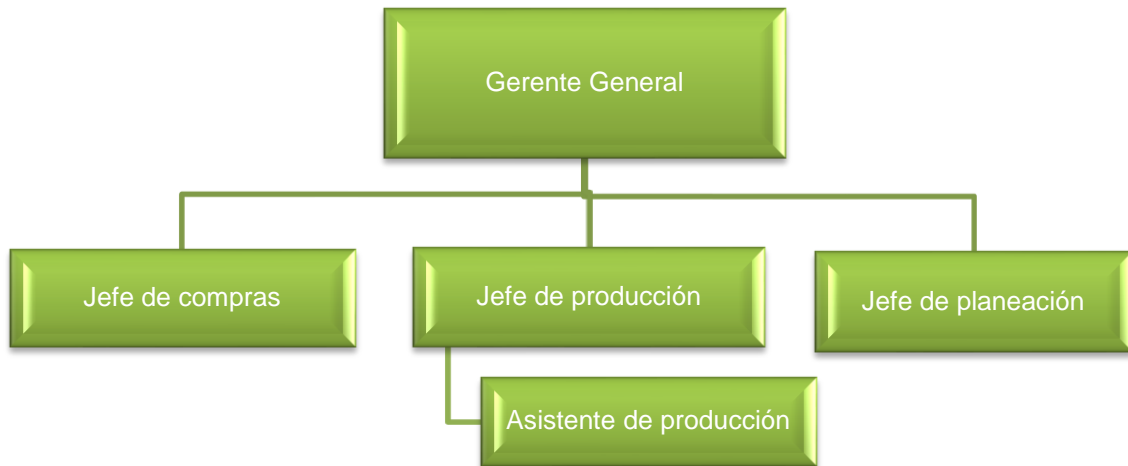 Gerente General
Jefe de compras
Jefe de producción
Jefe de planeación
Asistente de producción